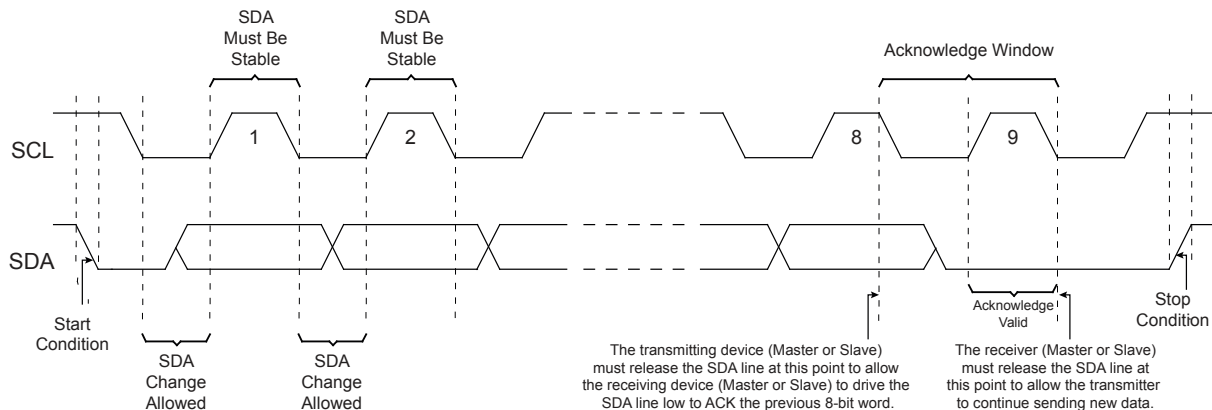 SDA
Must Be
Stable
SDA
Must Be
Stable
Acknowledge Window
SCL
1
2
8
9
SDA
Start
Condition
SDA
Change
Allowed
SDA
Change
Allowed
Acknowledge
Valid
Stop
Condition
The transmitting device (Master or Slave)
must release the SDA line at this point to allow
the receiving device (Master or Slave) to drive the
SDA line low to ACK the previous 8-bit word.
The receiver (Master or Slave)
must release the SDA line at
this point to allow the transmitter
to continue sending new data.